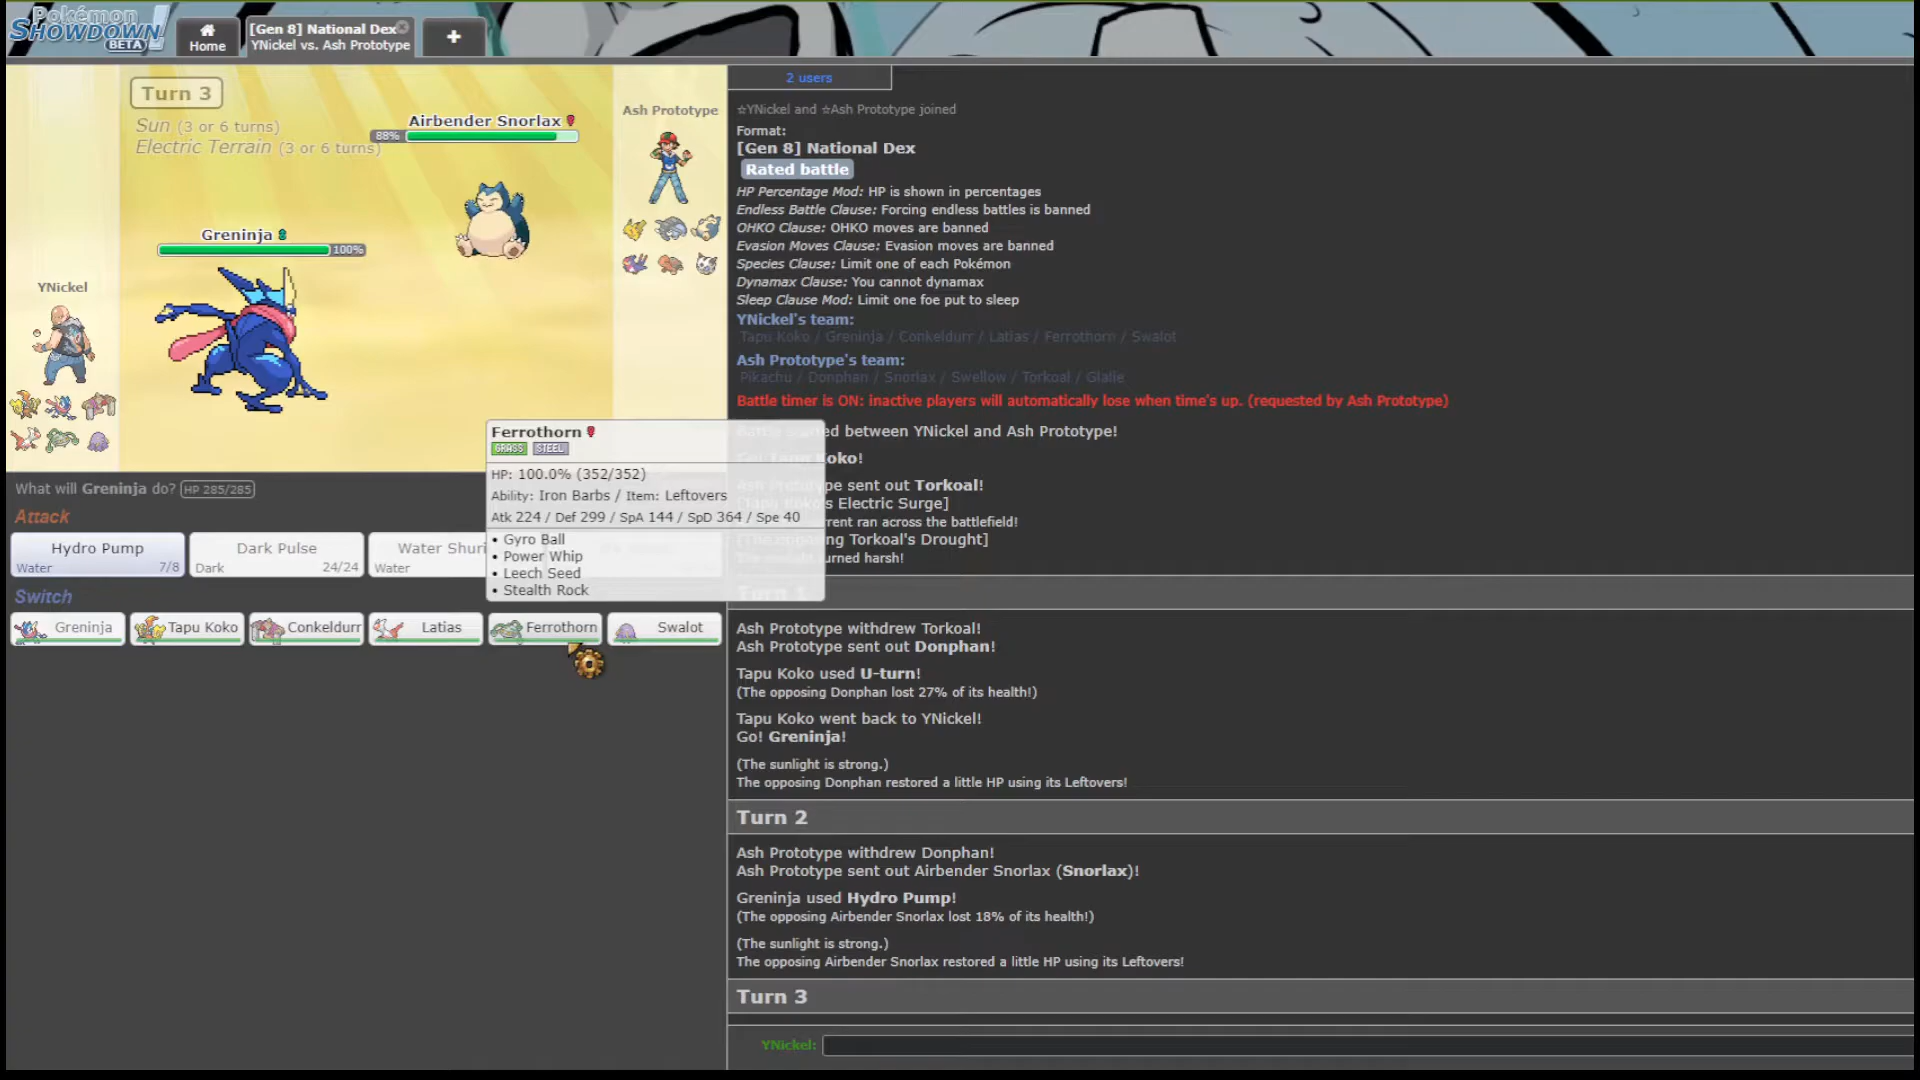 Pokémon
SHOWDOWN
BETA
Home
[Gen 8] National Dex
YNickel vs. Ash Prototype
+
Turn 3
Sun (3 or 6 turns)
Electric Terrain (3 or 6 turns)
Airbender Snorlax
88%
Greninja
100%
YNickel
Ash Prototype
What will Greninja do? HP 285/285
Attack
Hydro Pump
Water 7/8
Dark Pulse
Dark 24/24
Water Shuri
Water
Switch
Greninja
Tapu Koko
Conkeldurr
Latias
Ferrothorn
Swalot
Ferrothorn
GRASS STEEL
HP: 100.0% (352/352)
Ability: Iron Barbs / Item: Leftovers
Atk 224 / Def 299 / SpA 144 / SpD 364 / Spe 40
• Gyro Ball
• Power Whip
• Leech Seed
• Stealth Rock
2 users
☆YNickel and ☆Ash Prototype joined
Format:
[Gen 8] National Dex
Rated battle
HP Percentage Mod: HP is shown in percentages
Endless Battle Clause: Forcing endless battles is banned
OHKO Clause: OHKO moves are banned
Evasion Moves Clause: Evasion moves are banned
Species Clause: Limit one of each Pokémon
Dynamax Clause: You cannot dynamax
Sleep Clause Mod: Limit one foe put to sleep
YNickel's team:
Tapu Koko / Greninja / Conkeldurr / Latias / Ferrothorn / Swalot
Ash Prototype's team:
Pikachu / Donphan / Snorlax / Swellow / Torkoal / Glalie
Battle timer is ON: inactive players will automatically lose when time's up. (requested by Ash Prototype)
Battle started between YNickel and Ash Prototype!
Go! Tapu Koko!
Ash Prototype sent out Torkoal!
[Tapu Koko's Electric Surge]
rrent ran across the battlefield!
[The opposing Torkoal's Drought]
turned harsh!
Turn 1
Ash Prototype withdrew Torkoal!
Ash Prototype sent out Donphan!
Tapu Koko used U-turn!
(The opposing Donphan lost 27% of its health!)
Tapu Koko went back to YNickel!
Go! Greninja!
(The sunlight is strong.)
The opposing Donphan restored a little HP using its Leftovers!
Turn 2
Ash Prototype withdrew Donphan!
Ash Prototype sent out Airbender Snorlax (Snorlax)!
Greninja used Hydro Pump!
(The opposing Airbender Snorlax lost 18% of its health!)
(The sunlight is strong.)
The opposing Airbender Snorlax restored a little HP using its Leftovers!
Turn 3
YNickel: